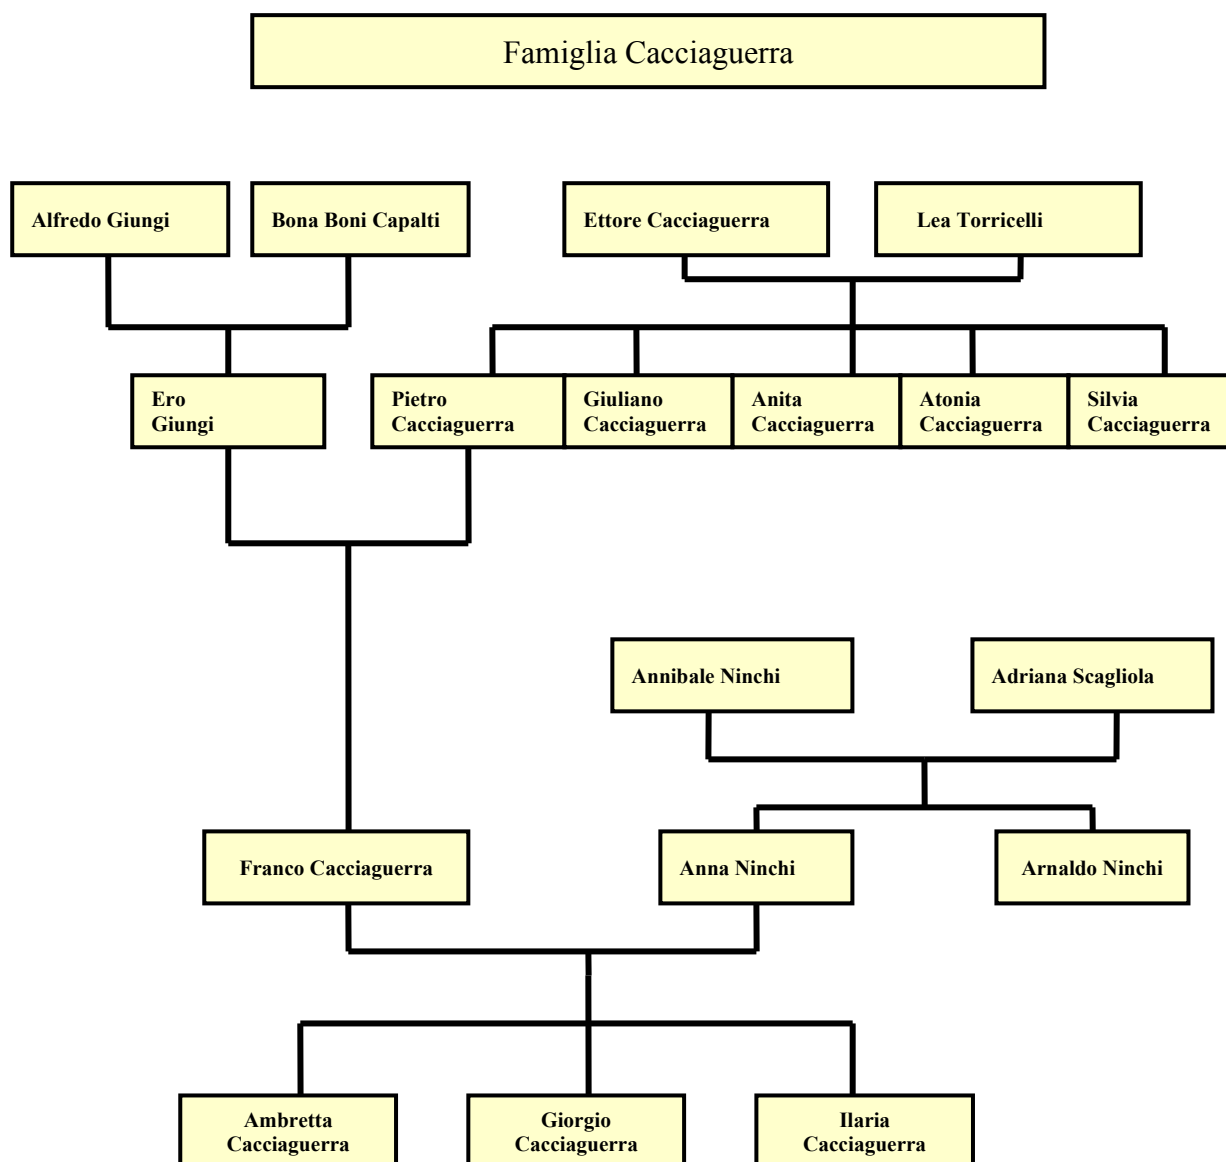 Famiglia Cacciaguerra
Alfredo Giungi
Bona Boni Capalti
Ettore Cacciaguerra
Lea Torricelli
Ero
Giungi
Pietro
Cacciaguerra
Giuliano
Cacciaguerra
Anita
Cacciaguerra
Atonia
Cacciaguerra
Silvia
Cacciaguerra
Annibale Ninchi
Adriana Scagliola
Franco Cacciaguerra
Anna Ninchi
Arnaldo Ninchi
Ambretta
Cacciaguerra
Giorgio
Cacciaguerra
Ilaria
Cacciaguerra